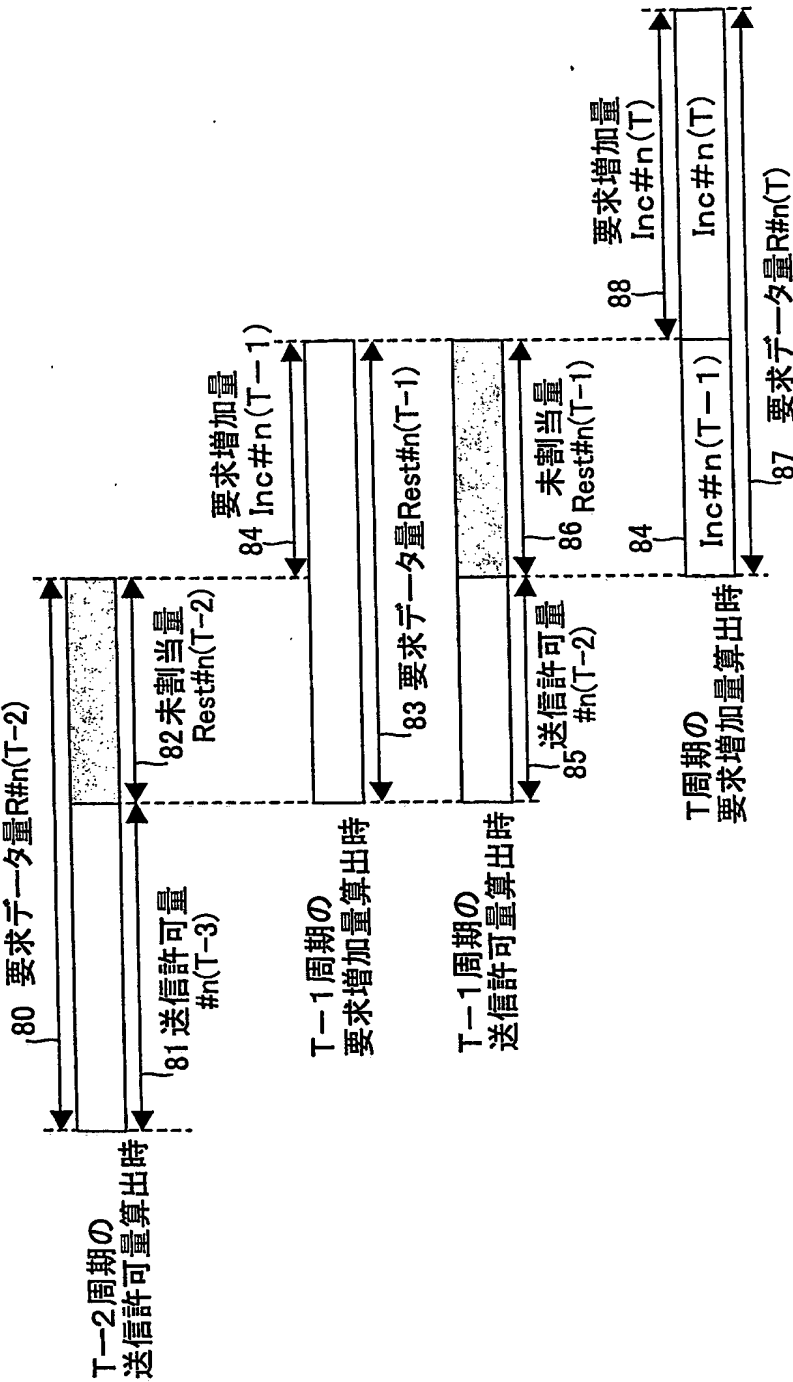 80 要求データ量R#n(T-2)
81 送信許可量
#n(T-3)
82 未割当量
Rest#n(T-2)
T-2周期の
送信許可量算出時
要求増加量
84 Inc#n(T-1)
83 要求データ量Rest#n(T-1)
T-1周期の
要求増加量算出時
85 送信許可量
#n(T-2)
86 未割当量
Rest#n(T-1)
T-1周期の
送信許可量算出時
要求増加量
88 Inc#n(T)
84 Inc#n(T-1)
Inc#n(T)
87 要求データ量R#n(T)
T周期の
要求増加量算出時